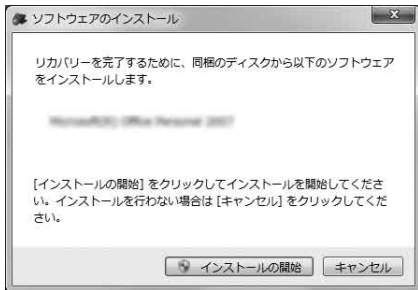 ソフトウェアのインストール
リカバリーを完了するために、同梱のディスクから以下のソフトウェア
をインストールします。
Microsoft(R) Office Personal 2007
[インストールの開始] をクリックしてインストールを開始してくださ
い。インストールを行わない場合は [キャンセル] をクリックしてくだ
さい。
インストールの開始
キャンセル